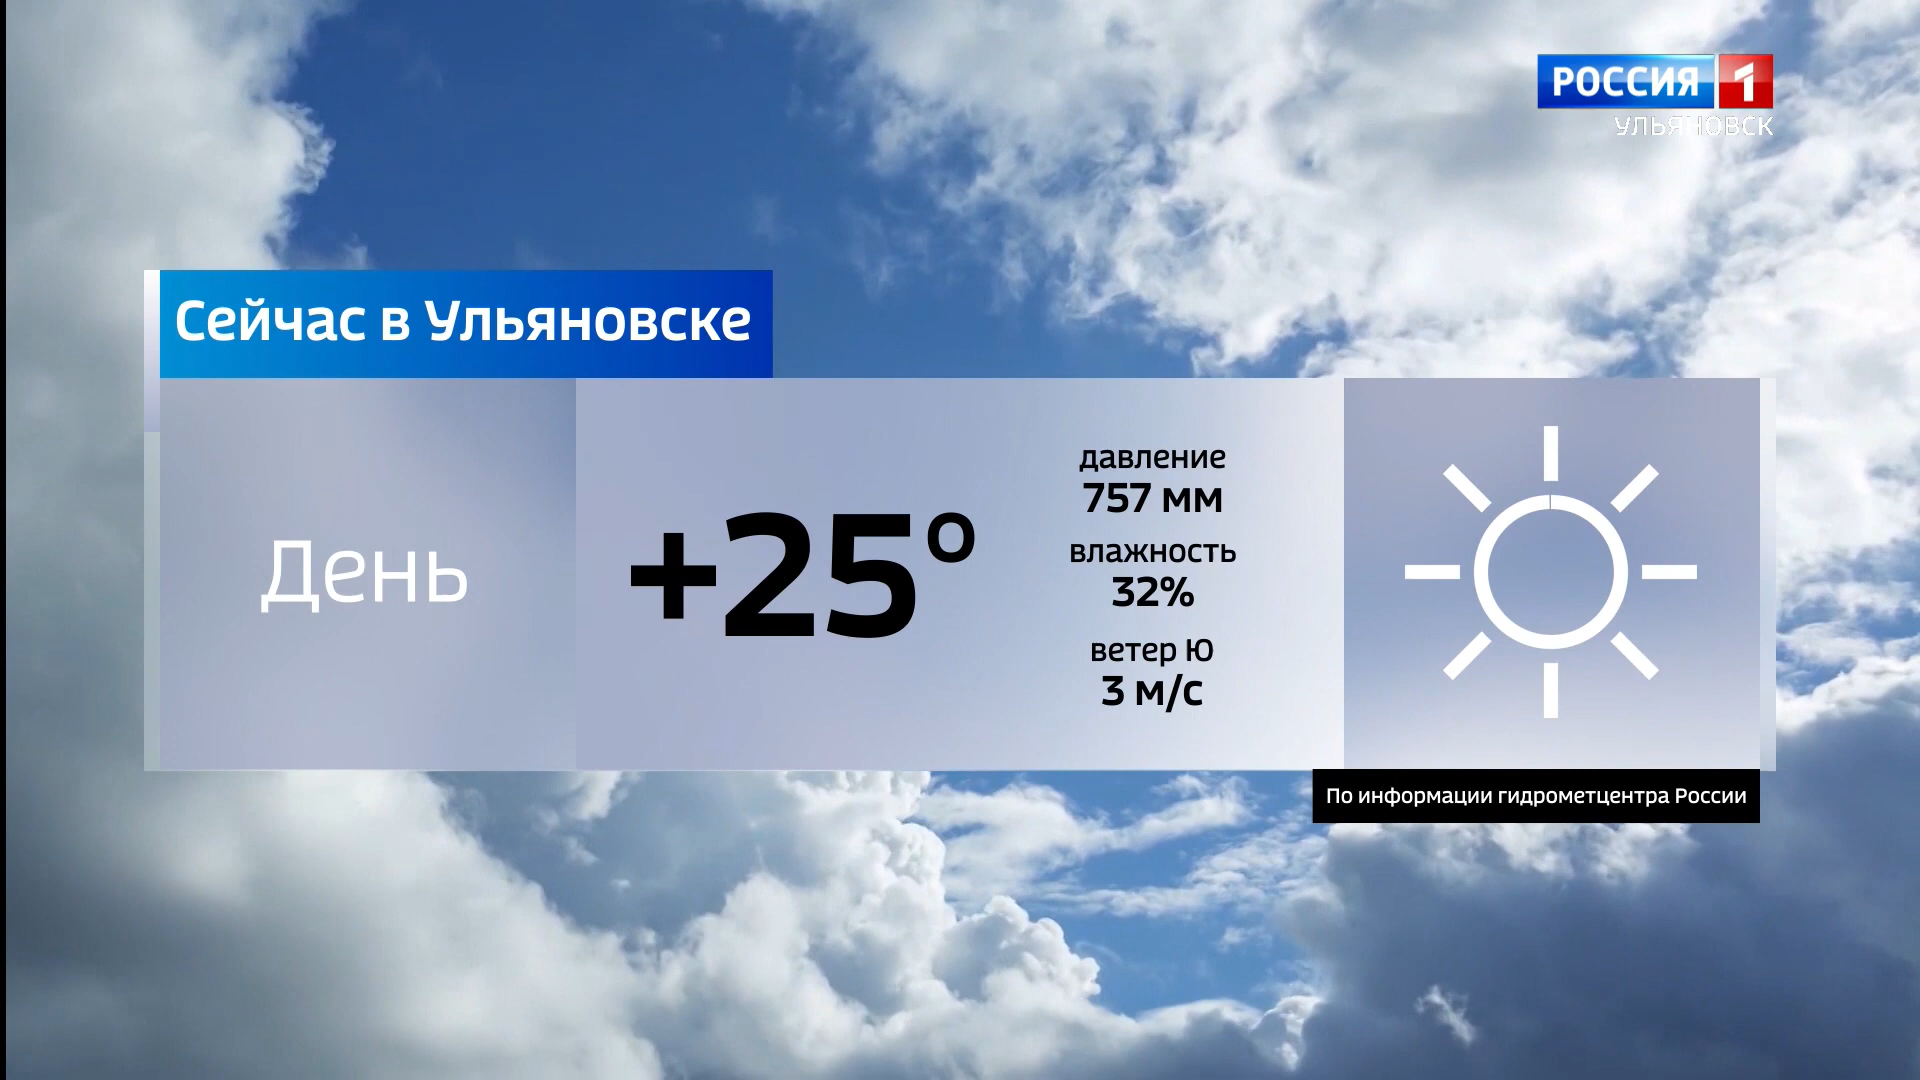 РОССИЯ 1
УЛЬЯНОВСК
Сейчас в Ульяновске
День
+25°
давление
757 мм
влажность
32%
ветер Ю
3 м/с
По информации гидрометцентра России